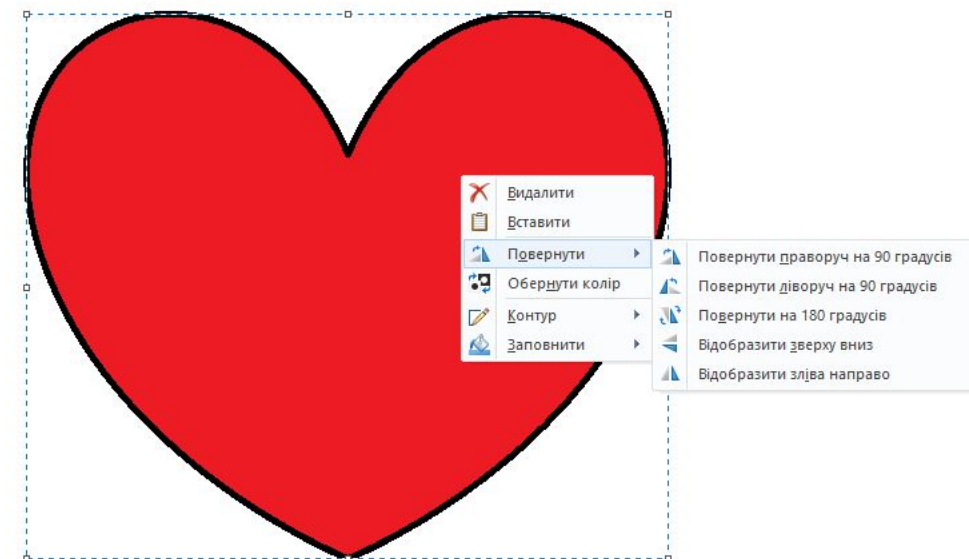 Видалити
Вставити
Повернути
Обернути колір
Контур
Заповнити
Повернути праворуч на 90 градусів
Повернути ліворуч на 90 градусів
Повернути на 180 градусів
Відобразити зверху вниз
Відобразити зліва направо